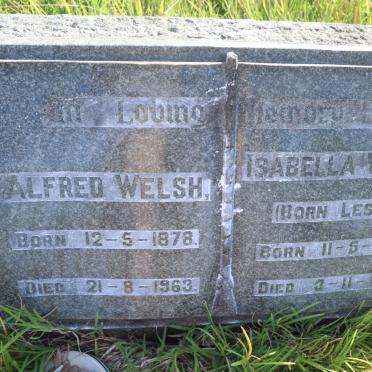 In Loving Memory
ALFRED WELSH,
BORN 12-5-1878.
DIED 21-8-1963.
ISABELLA
(BORN LES
BORN 11-5-
DIED 3-11-